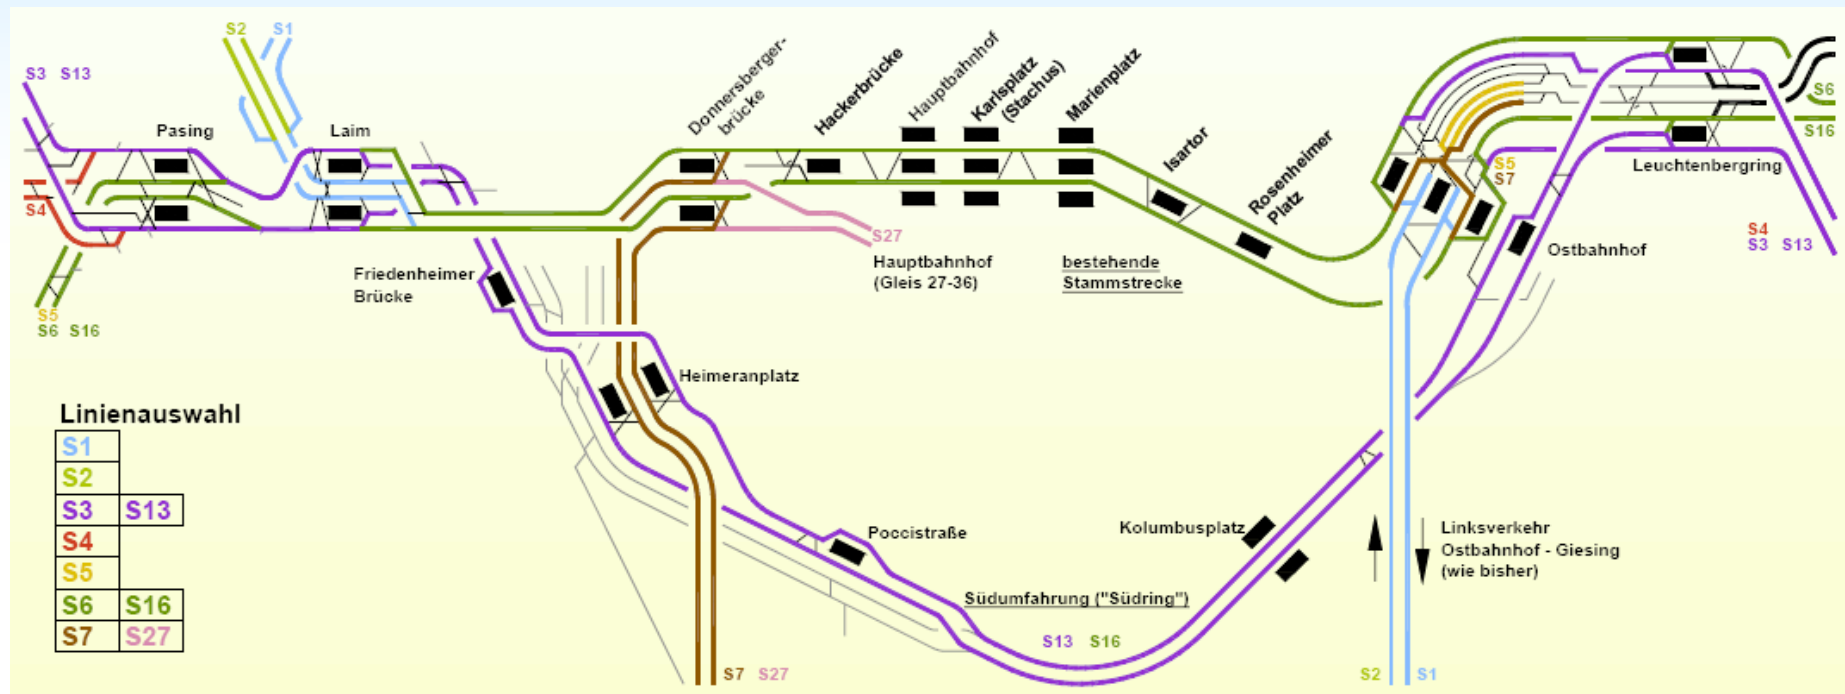 S2 S1
S3 S13
Pasing
Laim
Donnersberger-
brücke
Hackerbrücke
Hauptbahnhof
Karlsplatz
(Stachus)
Marienplatz
Isartor
Rosenheimer
Platz
S6
S16
S5
S7
Leuchtenbergring
S4
S3 S13
Ostbahnhof
S4
S5
S6 S16
S27
Hauptbahnhof
(Gleis 27-36)
bestehende
Stammstrecke
Friedenheimer
Brücke
Heimeranplatz
Linienauswahl
S1
S2
S3 S13
S4
S5
S6 S16
S7 S27
Poccistraße
Kolumbusplatz
Linksverkehr
Ostbahnhof - Giesing
(wie bisher)
Südumfahrung ("Südring")
S13 S16
S7 S27
S2 S1